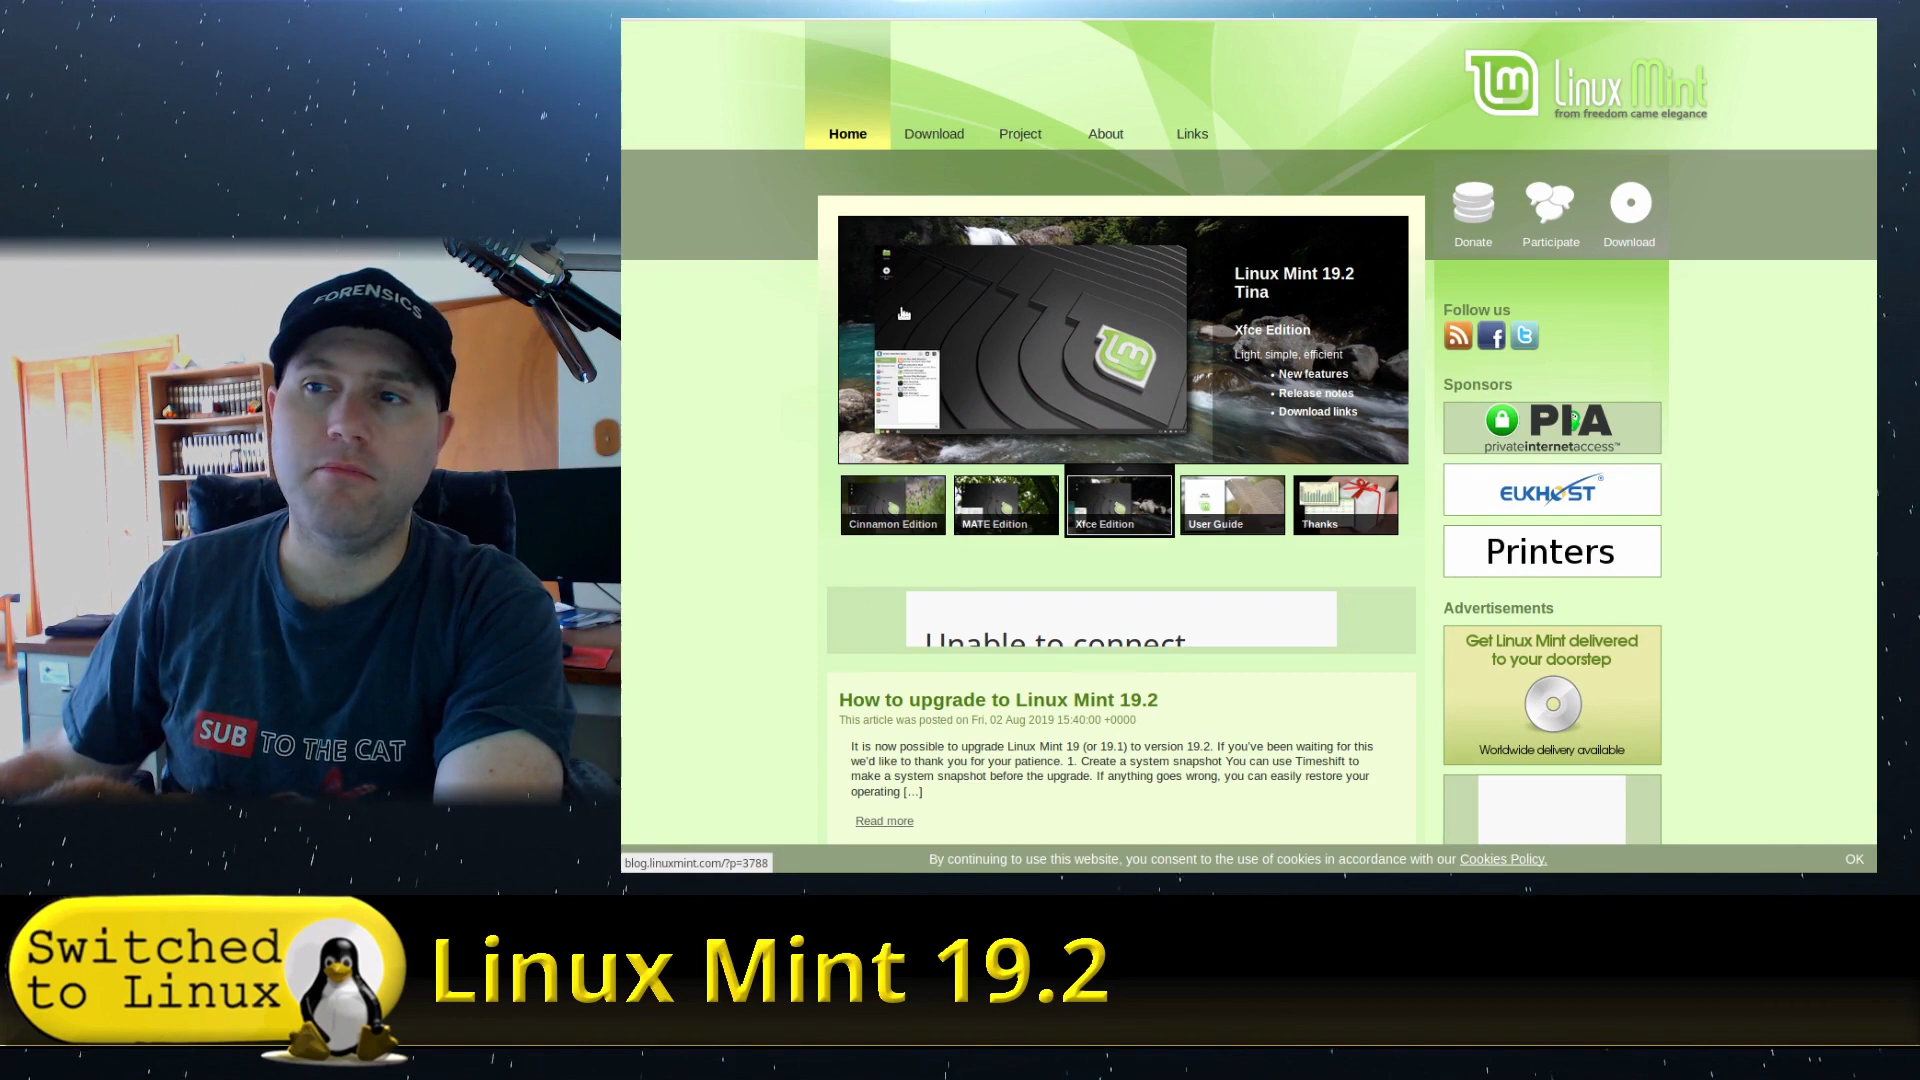 Linux Mint
from freedom came elegance
Home
Download
Project
About
Links
Donate
Participate
Download
Linux Mint 19.2
Tina
Xfce Edition
Light, simple, efficient
New features
Release notes
Download links
Cinnamon Edition
MATE Edition
Xfce Edition
User Guide
Thanks
Follow us
Sponsors
PIA
privateinternetaccess™
EUKHOST®
Printers
Advertisements
Get Linux Mint delivered
to your doorstep
Worldwide delivery available
Unable to connect
How to upgrade to Linux Mint 19.2
This article was posted on Fri, 02 Aug 2019 15:40:00 +0000
It is now possible to upgrade Linux Mint 19 (or 19.1) to version 19.2. If you’ve been waiting for this
we’d like to thank you for your patience. 1. Create a system snapshot You can use Timeshift to
make a system snapshot before the upgrade. If anything goes wrong, you can easily restore your
operating […]
Read more
blog.linuxmint.com/?p=3788
By continuing to use this website, you consent to the use of cookies in accordance with our Cookies Policy.
OK
FORENSICS
SUB TO THE CAT
Switched
to Linux
Linux Mint 19.2